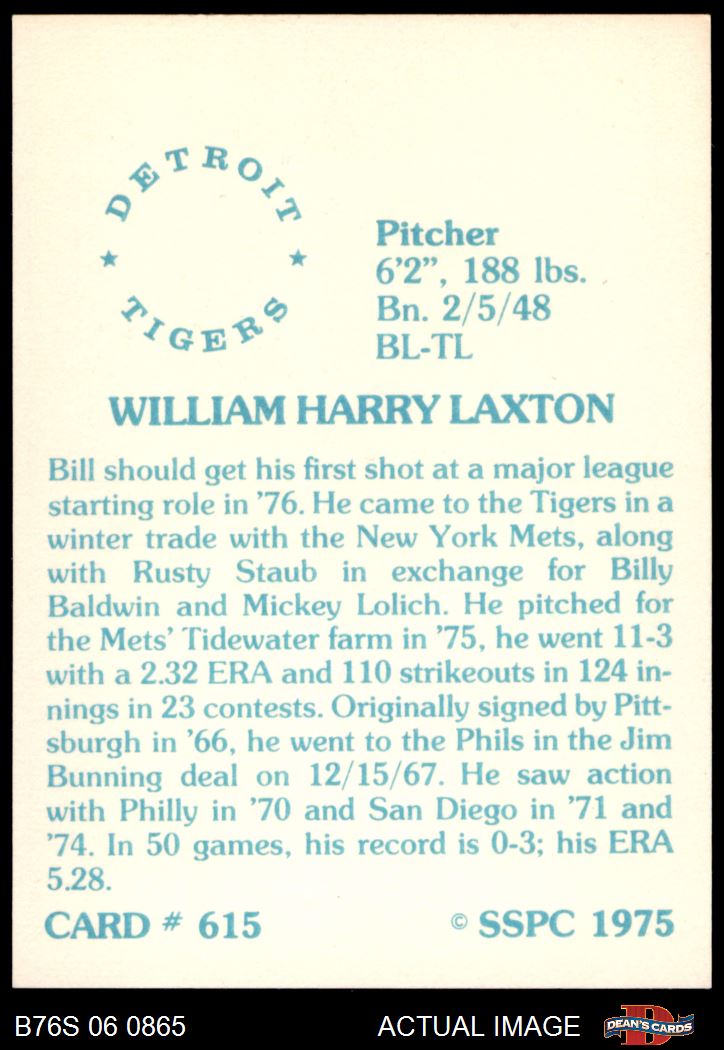 DETROIT
TIGERS
Pitcher
6'2", 188 lbs.
Bn. 2/5/48
BL-TL
WILLIAM HARRY LAXTON
Bill should get his first shot at a major league
starting role in '76. He came to the Tigers in a
winter trade with the New York Mets, along
with Rusty Staub in exchange for Billy
Baldwin and Mickey Lolich. He pitched for
the Mets' Tidewater farm in '75, he went 11-3
with a 2.32 ERA and 110 strikeouts in 124 in-
nings in 23 contests. Originally signed by Pitt-
sburgh in '66, he went to the Phils in the Jim
Bunning deal on 12/15/67. He saw action
with Philly in '70 and San Diego in '71 and
'74. In 50 games, his record is 0-3; his ERA
5.28.
CARD # 615 © SSPC 1975
B76S 06 0865 ACTUAL IMAGE D DEAN'S CARDS